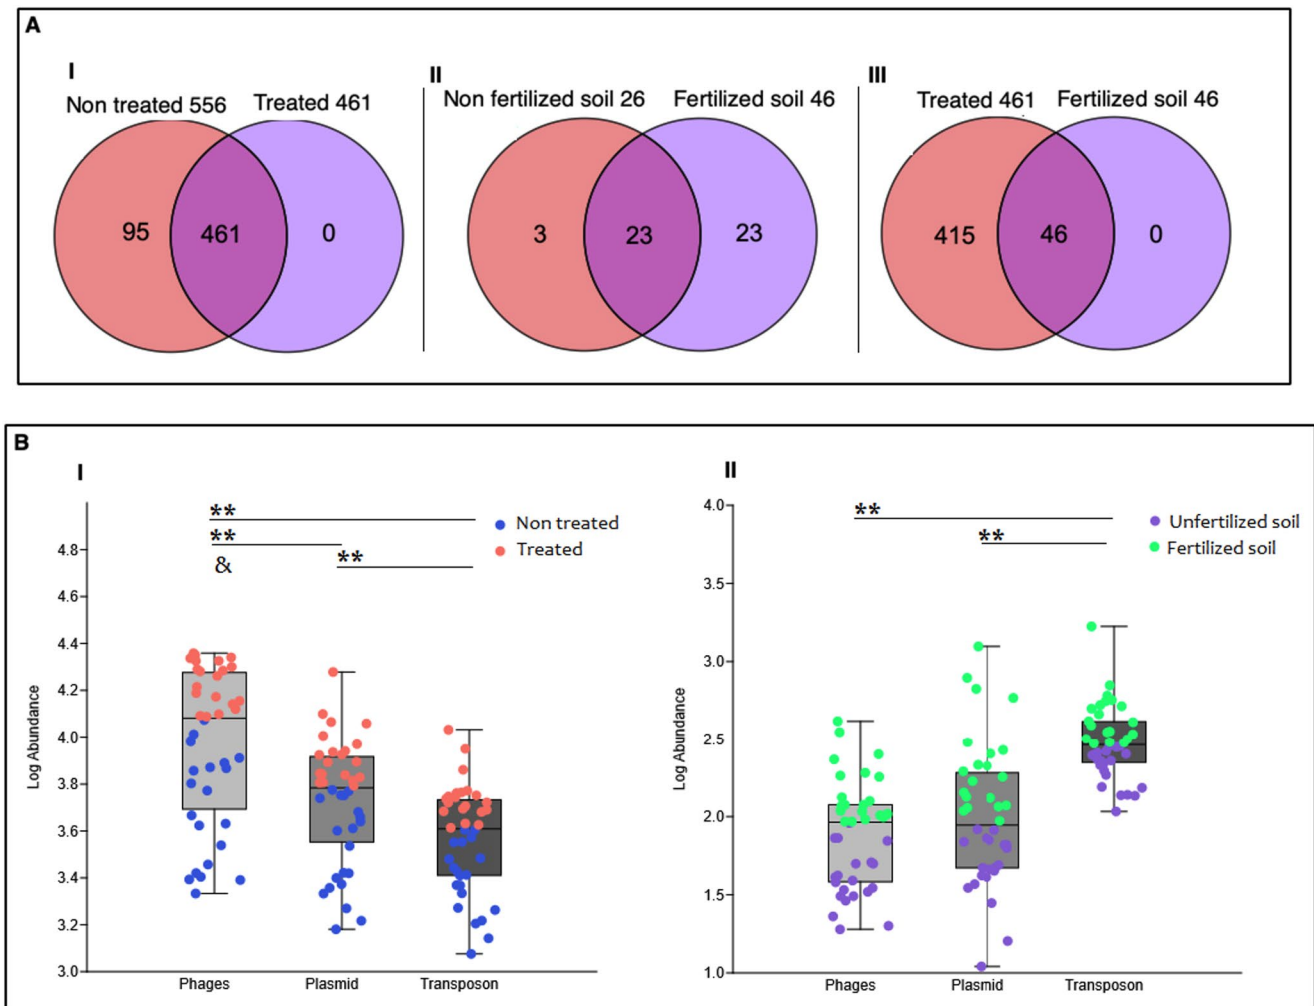 A
I
Non treated 556 Treated 461
95 461 0
II
Non fertilized soil 26 Fertilized soil 46
3 23 23
III
Treated 461 Fertilized soil 46
415 46 0
B
I
**
**
&
**
Non treated
Treated
Log Abundance
4.8
4.6
4.4
4.2
4.0
3.8
3.6
3.4
3.2
3.0
Phages Plasmid Transposon
II
**
**
Unfertilized soil
Fertilized soil
Log Abundance
4.0
3.5
3.0
2.5
2.0
1.5
1.0
Phages Plasmid Transposon